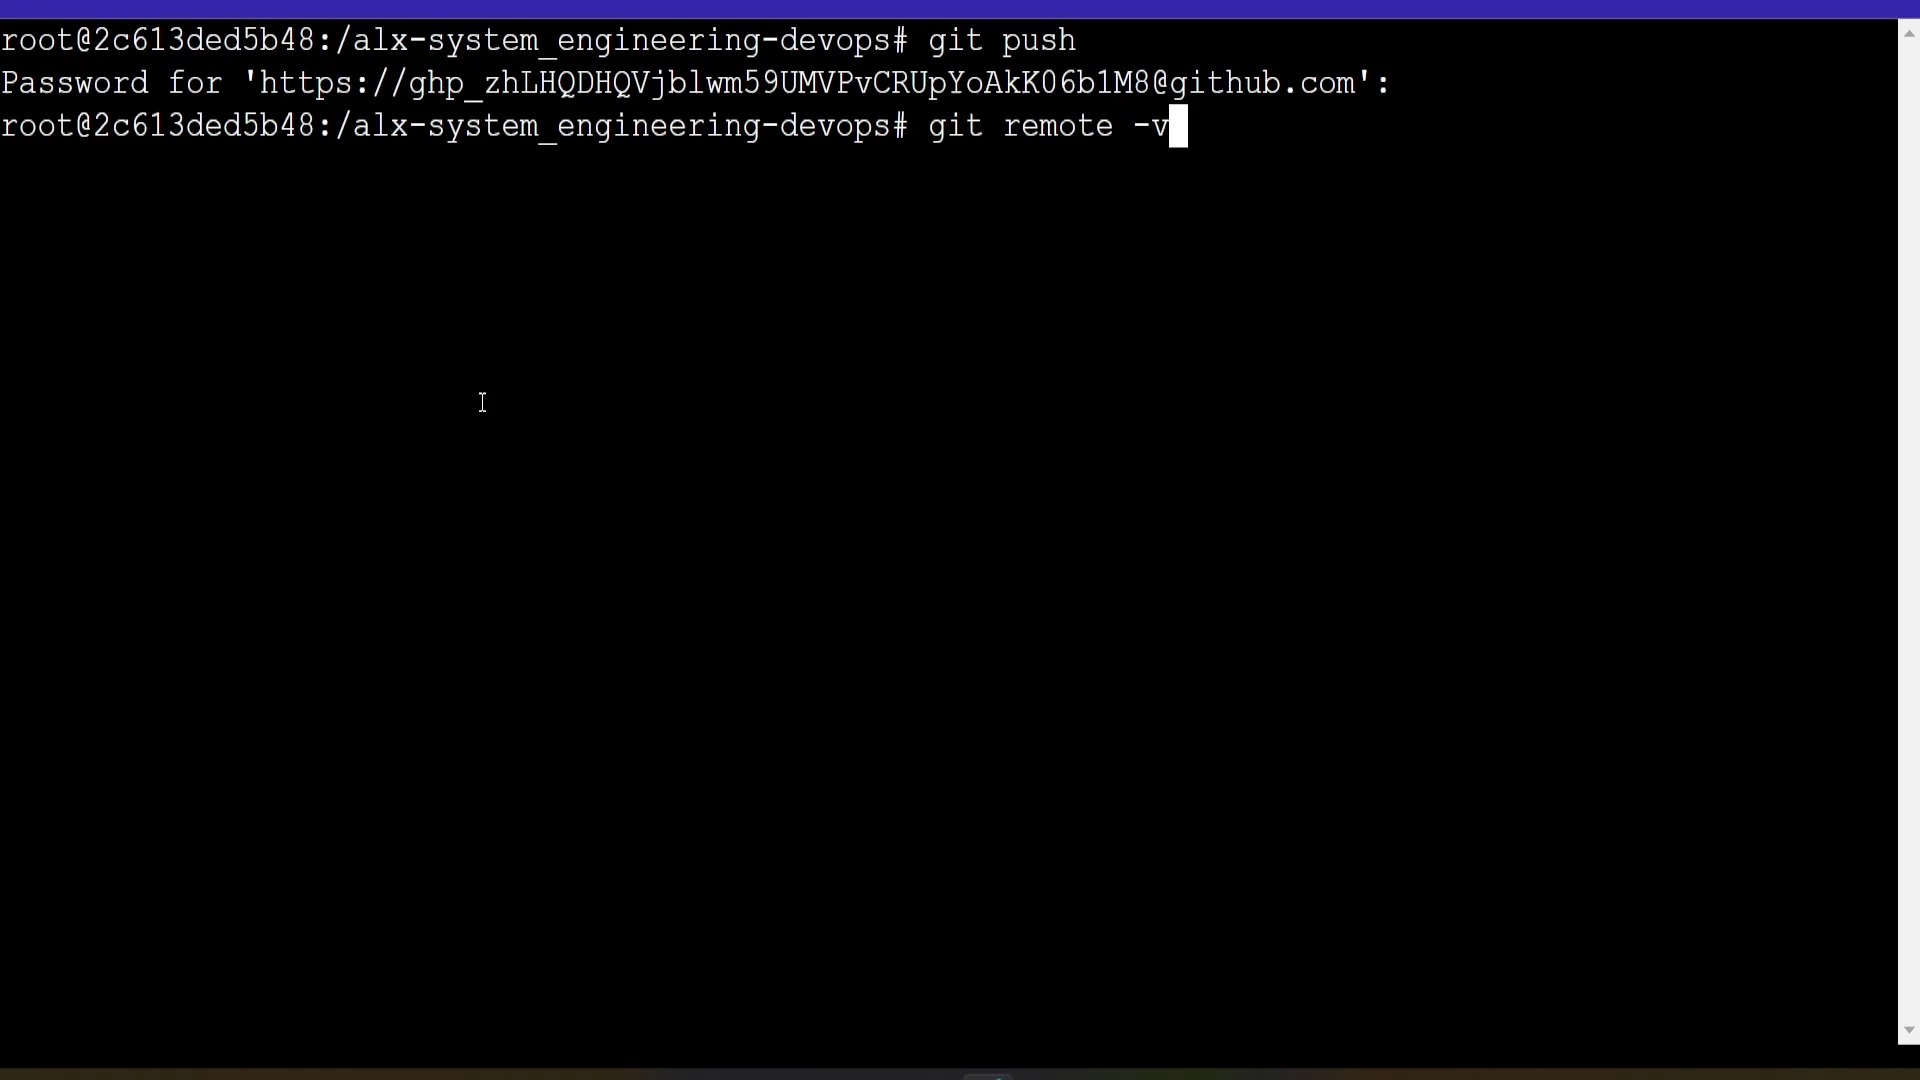 root@2c613ded5b48:/alx-system_engineering-devops# git push
Password for 'https://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@github.com':
root@2c613ded5b48:/alx-system_engineering-devops# git remote -v